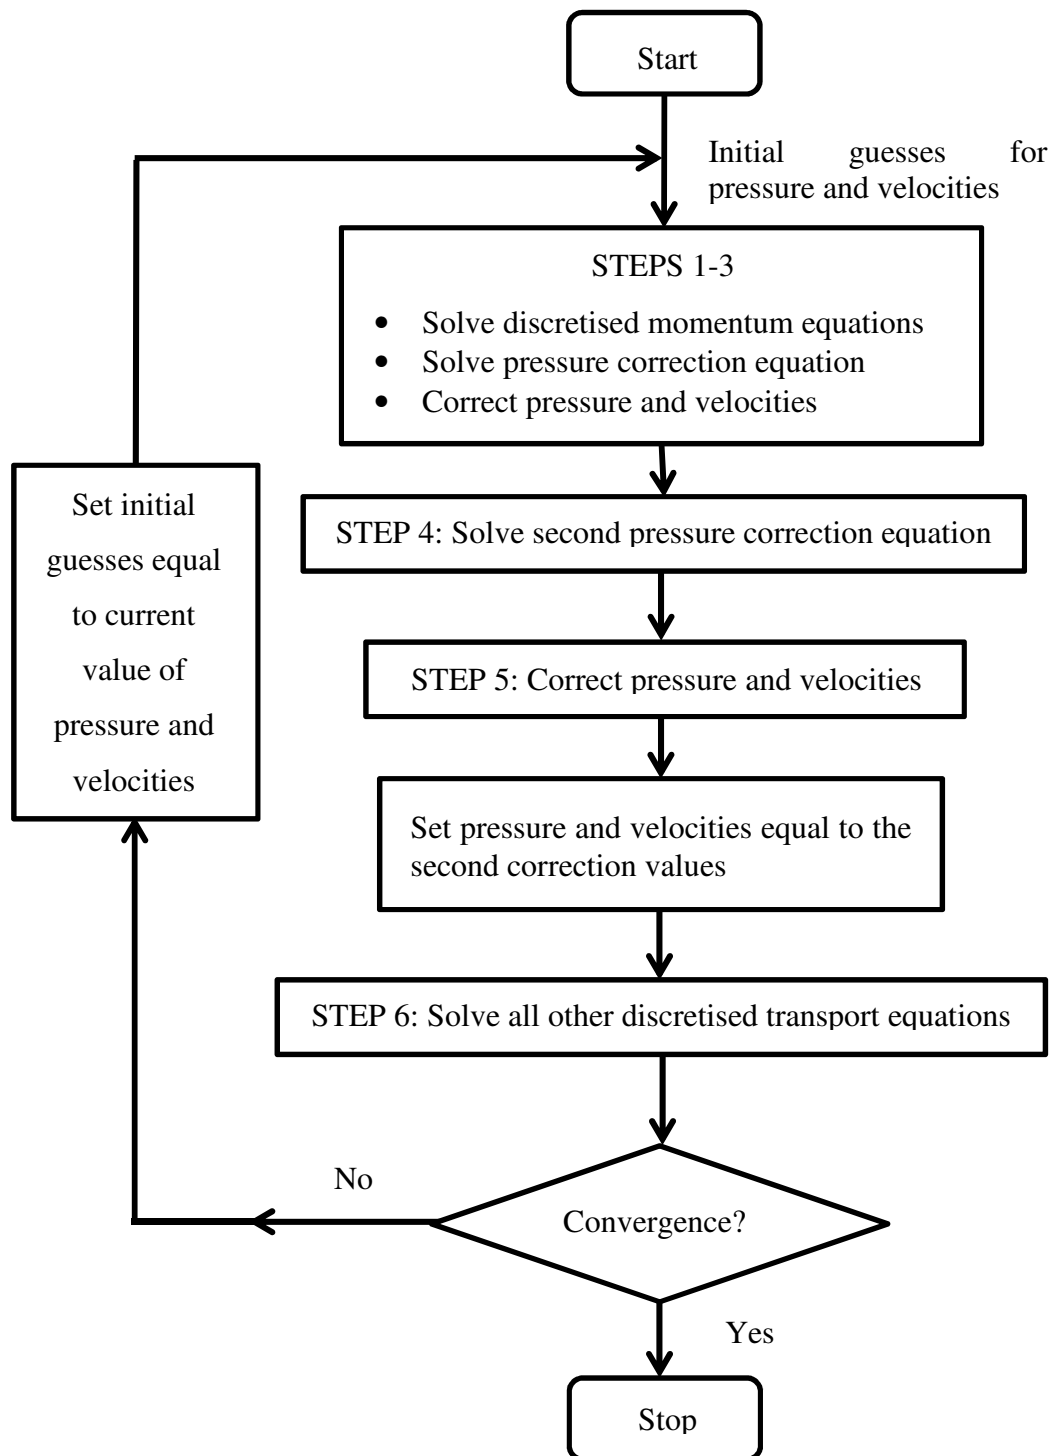 Start
Initial guesses for
pressure and velocities
STEPS 1-3
• Solve discretised momentum equations
• Solve pressure correction equation
• Correct pressure and velocities
Set initial
guesses equal
to current
value of
pressure and
velocities
STEP 4: Solve second pressure correction equation
STEP 5: Correct pressure and velocities
Set pressure and velocities equal to the
second correction values
STEP 6: Solve all other discretised transport equations
No
Convergence?
Yes
Stop